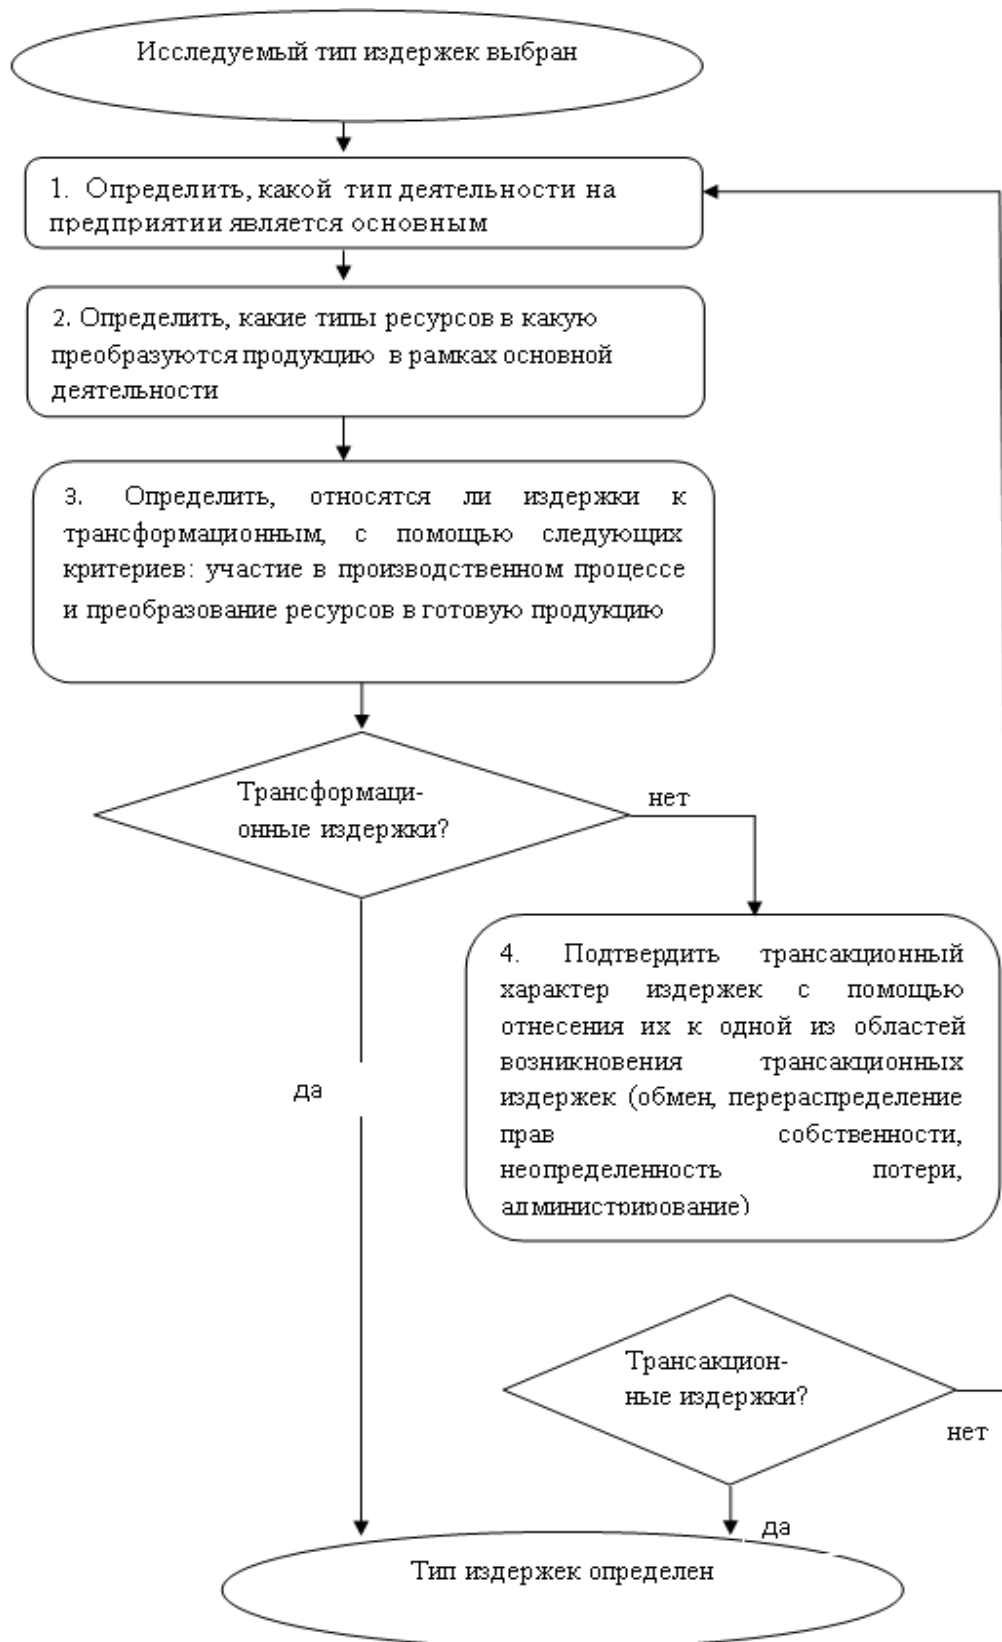 Исследуемый тип издержек выбран
1. Определить, какой тип деятельности на
предприятии является основным
2. Определить, какие типы ресурсов в какую
преобразуются продукцию в рамках основной
деятельности
3. Определить, относятся ли издержки к
трансформационным, с помощью следующих
критериев: участие в производственном процессе
и преобразование ресурсов в готовую продукцию
Трансформаци-
онные издержки?
нет
4. Подтвердить трансакционный
характер издержек с помощью
отнесения их к одной из областей
возникновения трансакционных
издержек (обмен, перераспределение
прав собственности,
неопределенность потери,
администрирование)
да
Трансакцион-
ные издержки?
нет
да
Тип издержек определен